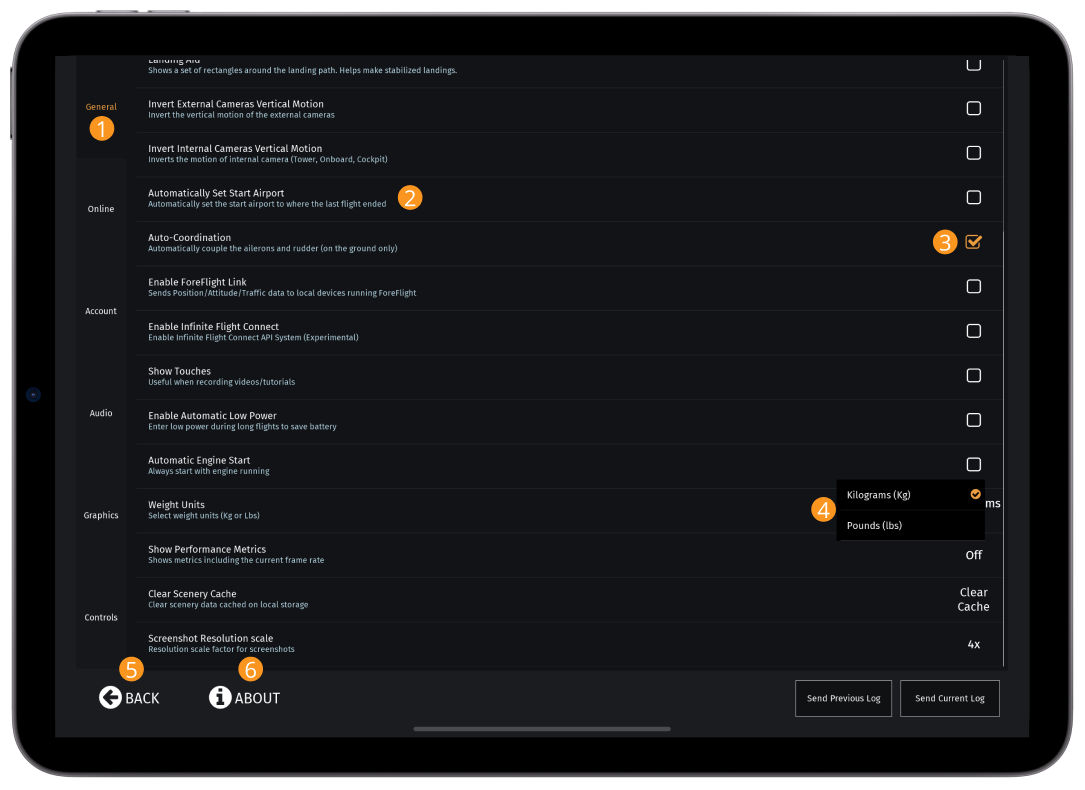 Landing Aid
Shows a set of rectangles around the landing path. Helps make stabilized landings.
General
1
Invert External Cameras Vertical Motion
Invert the vertical motion of the external cameras
Invert Internal Cameras Vertical Motion
Inverts the motion of internal camera (Tower, Onboard, Cockpit)
Online
Automatically Set Start Airport
Automatically set the start airport to where the last flight ended
2
Auto-Coordination
Automatically couple the ailerons and rudder (on the ground only)
3
Enable ForeFlight Link
Sends Position/Attitude/Traffic data to local devices running ForeFlight
Account
Enable Infinite Flight Connect
Enable Infinite Flight Connect API System (Experimental)
Show Touches
Useful when recording videos/tutorials
Audio
Enable Automatic Low Power
Enter low power during long flights to save battery
Automatic Engine Start
Always start with engine running
Graphics
Weight Units
Select weight units (Kg or Lbs)
4
Kilograms (Kg)
Pounds (lbs)
ms
Show Performance Metrics
Shows metrics including the current frame rate
Off
Clear Scenery Cache
Clear scenery data cached on local storage
Clear
Cache
Controls
Screenshot Resolution scale
Resolution scale factor for screenshots
4x
5
BACK
6
ABOUT
Send Previous Log
Send Current Log